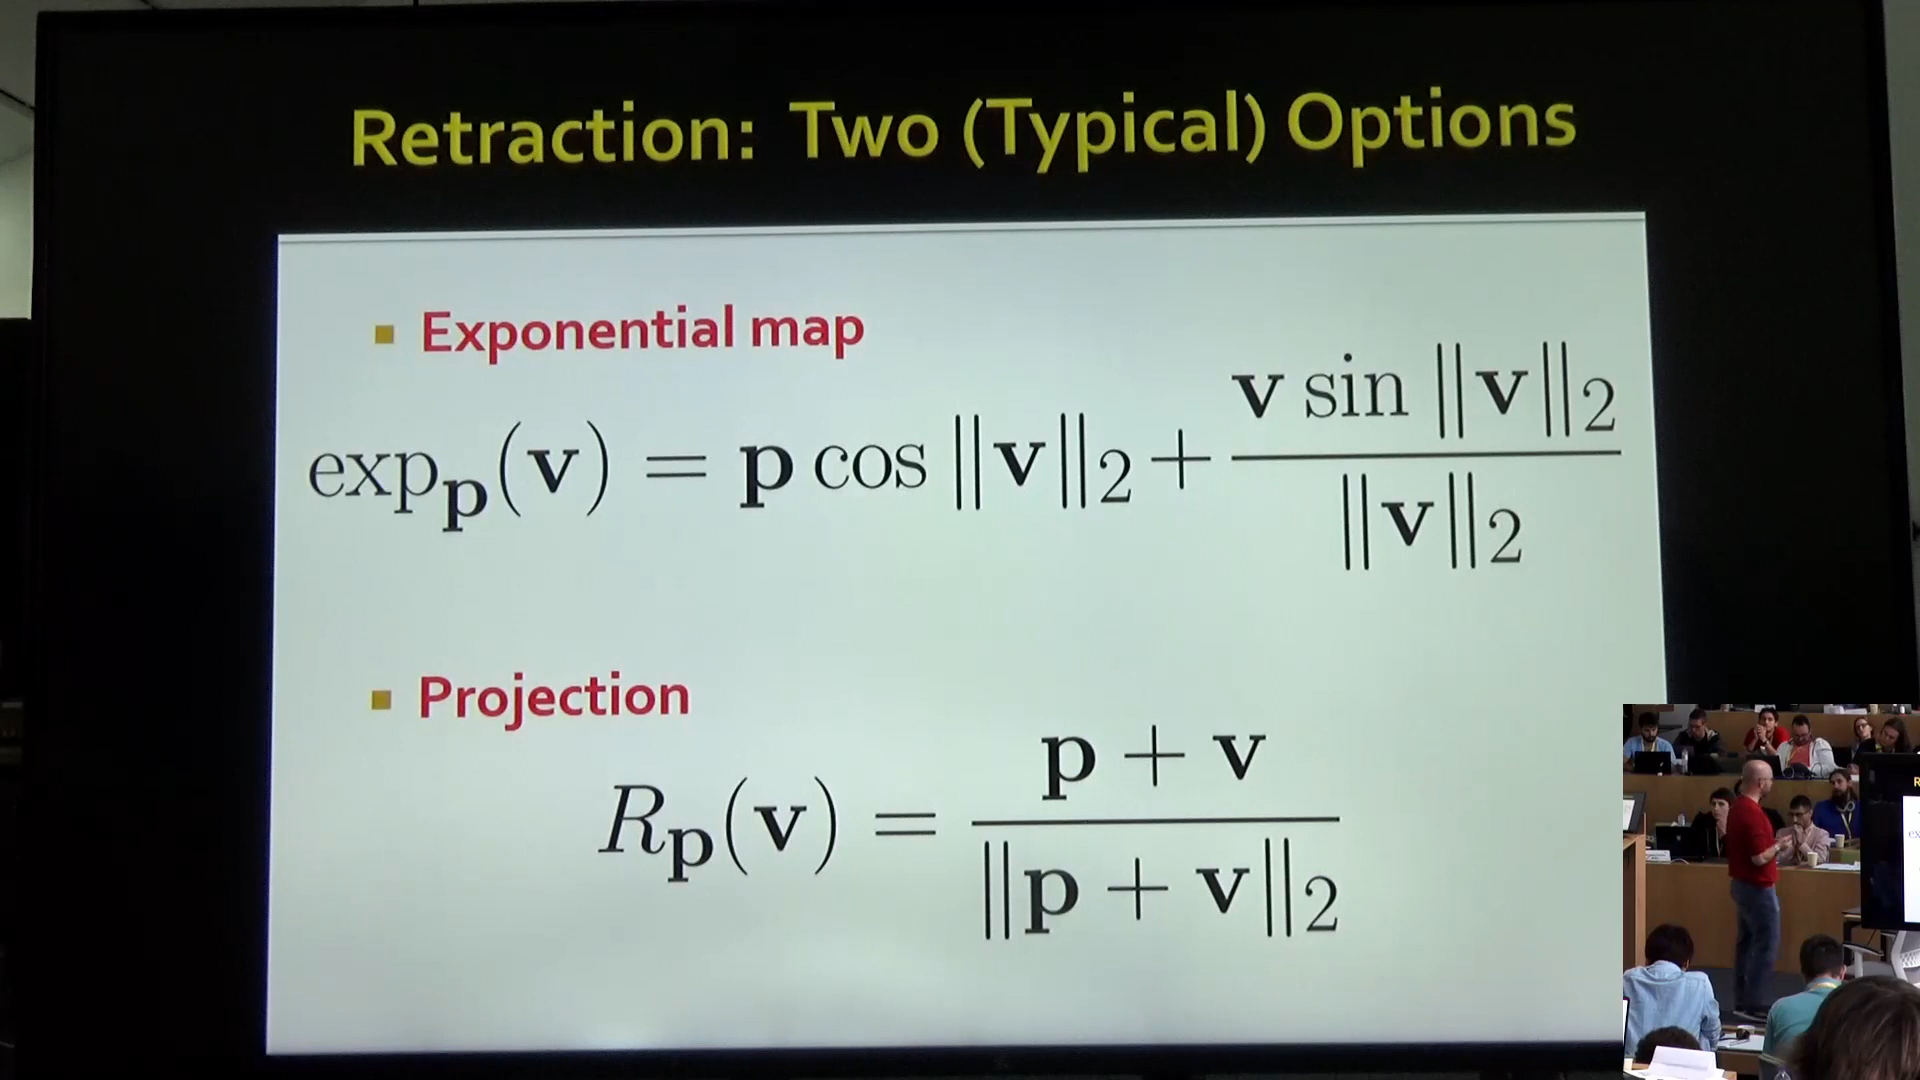 Retraction: Two (Typical) Options
▪ Exponential map
exp_𝐩(𝐯) = 𝐩 cos ‖𝐯‖₂ + 𝐯 sin ‖𝐯‖₂ / ‖𝐯‖₂
▪ Projection
R_𝐩(𝐯) = 𝐩 + 𝐯 / ‖𝐩 + 𝐯‖₂